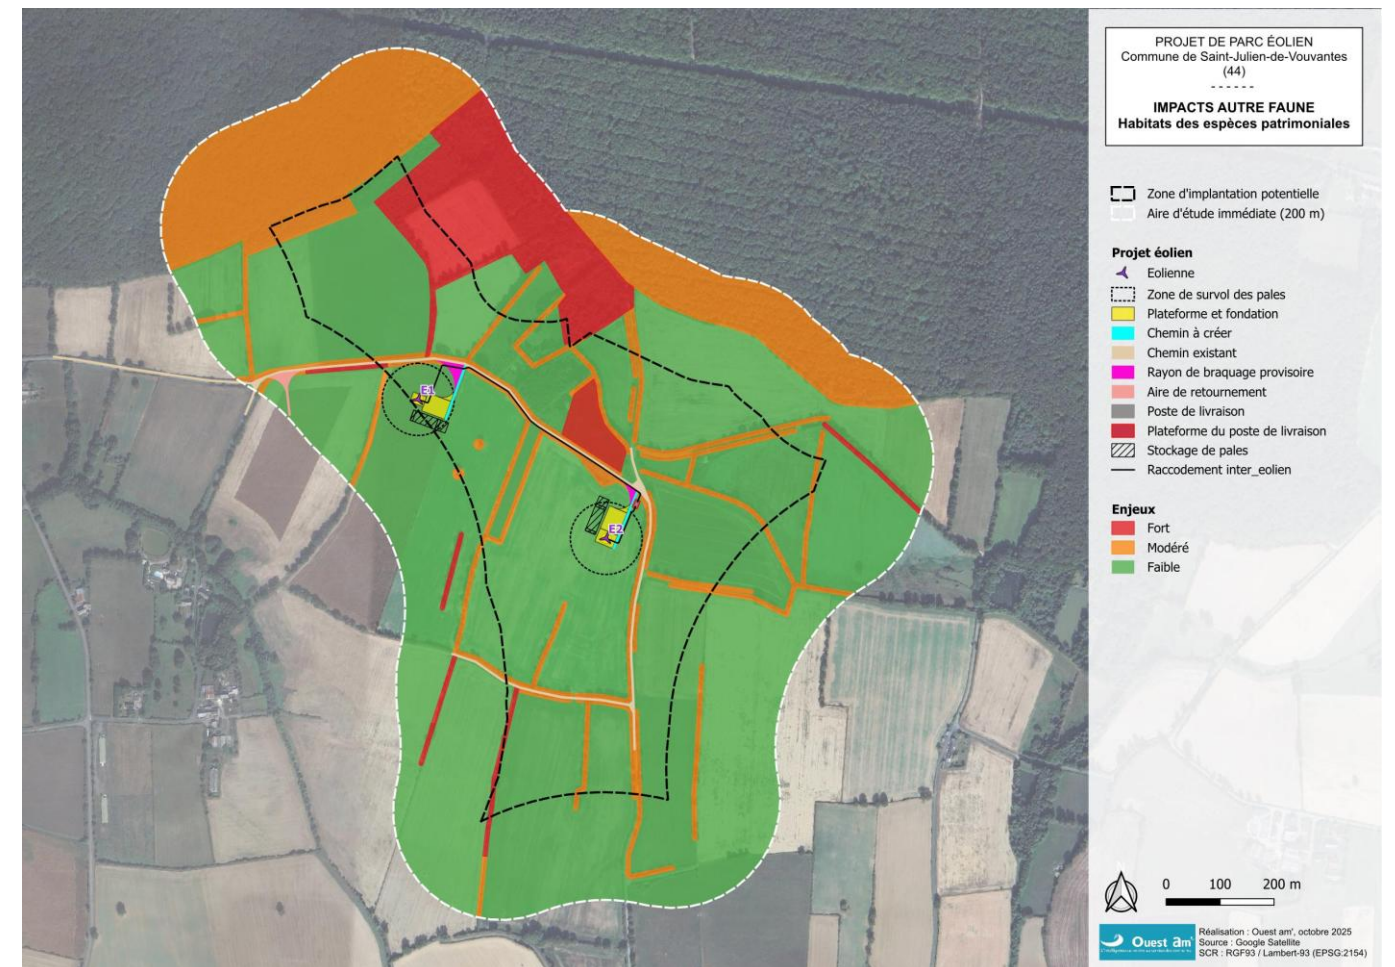 PROJET DE PARC ÉOLIEN
Commune de Saint-Julien-de-Vouvantes
(44)
- - - - - -
IMPACTS AUTRE FAUNE
Habitats des espèces patrimoniales
Zone d'implantation potentielle
Aire d'étude immédiate (200 m)
Projet éolien
Eolienne
Zone de survol des pales
Plateforme et fondation
Chemin à créer
Chemin existant
Rayon de braquage provisoire
Aire de retournement
Poste de livraison
Plateforme du poste de livraison
Stockage de pales
Raccodement inter_eolien
Enjeux
Fort
Modéré
Faible
E1
E2
N
0 100 200 m
Ouest am'
Réalisation : Ouest am', octobre 2025
Source : Google Satellite
SCR : RGF93 / Lambert-93 (EPSG:2154)